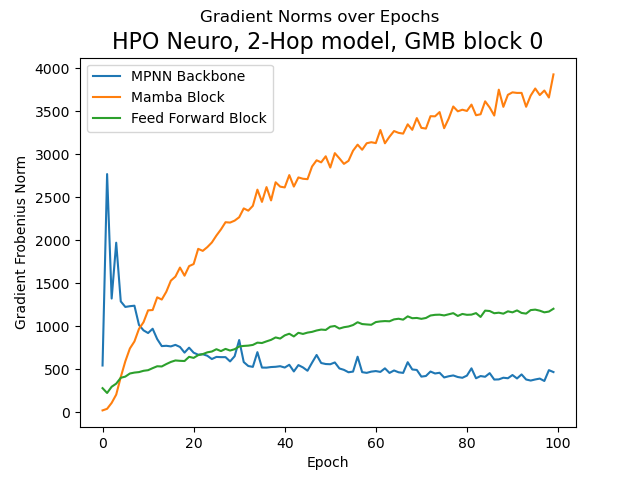 Gradient Norms over Epochs
HPO Neuro, 2-Hop model, GMB block 0
MPNN Backbone
Mamba Block
Feed Forward Block
4000
3500
3000
2500
2000
1500
1000
500
0
Gradient Frobenius Norm
0 20 40 60 80 100
Epoch